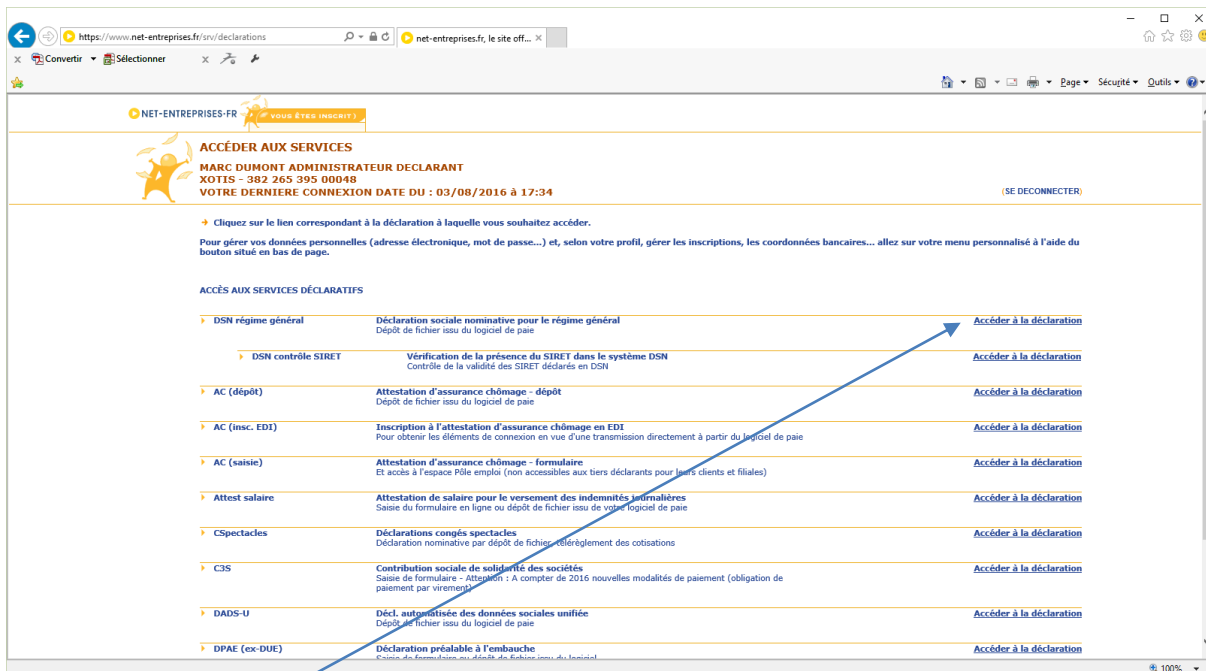 https://www.net-entreprises.fr/srv/declarations
net-entreprises.fr, le site off...
x Convertir Sélectionner
x
Page Sécurité Outils
NET-ENTREPRISES-FR VOUS ÊTES INSCRIT
ACCÉDER AUX SERVICES
MARC DUMONT ADMINISTRATEUR DECLARANT
XOTIS - 382 265 395 00048
VOTRE DERNIERE CONNEXION DATE DU : 03/08/2016 à 17:34
(SE DECONNECTER)
Cliquez sur le lien correspondant à la déclaration à laquelle vous souhaitez accéder.
Pour gérer vos données personnelles (adresse électronique, mot de passe...) et, selon votre profil, gérer les inscriptions, les coordonnées bancaires... allez sur votre menu personnalisé à l'aide du
bouton situé en bas de page.
ACCÈS AUX SERVICES DÉCLARATIFS
DSN régime général Déclaration sociale nominative pour le régime général Accéder à la déclaration
Dépôt de fichier issu du logiciel de paie
DSN contrôle SIRET Vérification de la présence du SIRET dans le système DSN Accéder à la déclaration
Contrôle de la validité des SIRET déclarés en DSN
AC (dépôt) Attestation d'assurance chômage - dépôt Accéder à la déclaration
Dépôt de fichier issu du logiciel de paie
AC (insc. EDI) Inscription à l'attestation d'assurance chômage en EDI Accéder à la déclaration
Pour obtenir les éléments de connexion en vue d'une transmission directement à partir du logiciel de paie
AC (saisie) Attestation d'assurance chômage - formulaire Accéder à la déclaration
Et accès à l'espace Pôle emploi (non accessibles aux tiers déclarants pour leurs clients et filiales)
Attest salaire Attestation de salaire pour le versement des indemnités journalières Accéder à la déclaration
Saisie du formulaire en ligne ou dépôt de fichier issu de votre logiciel de paie
CSpectacles Déclarations congés spectacles Accéder à la déclaration
Déclaration nominative par dépôt de fichier, télérèglement des cotisations
C3S Contribution sociale de solidarité des sociétés Accéder à la déclaration
Saisie de formulaire - Attention : A compter de 2016 nouvelles modalités de paiement (obligation de
paiement par virement)
DADS-U Décl. automatisée des données sociales unifiée Accéder à la déclaration
Dépôt de fichier issu du logiciel de paie
DPAE (ex-DUE) Déclaration préalable à l'embauche Accéder à la déclaration
Saisie de formulaire ou dépôt de fichier issu du logiciel
100%